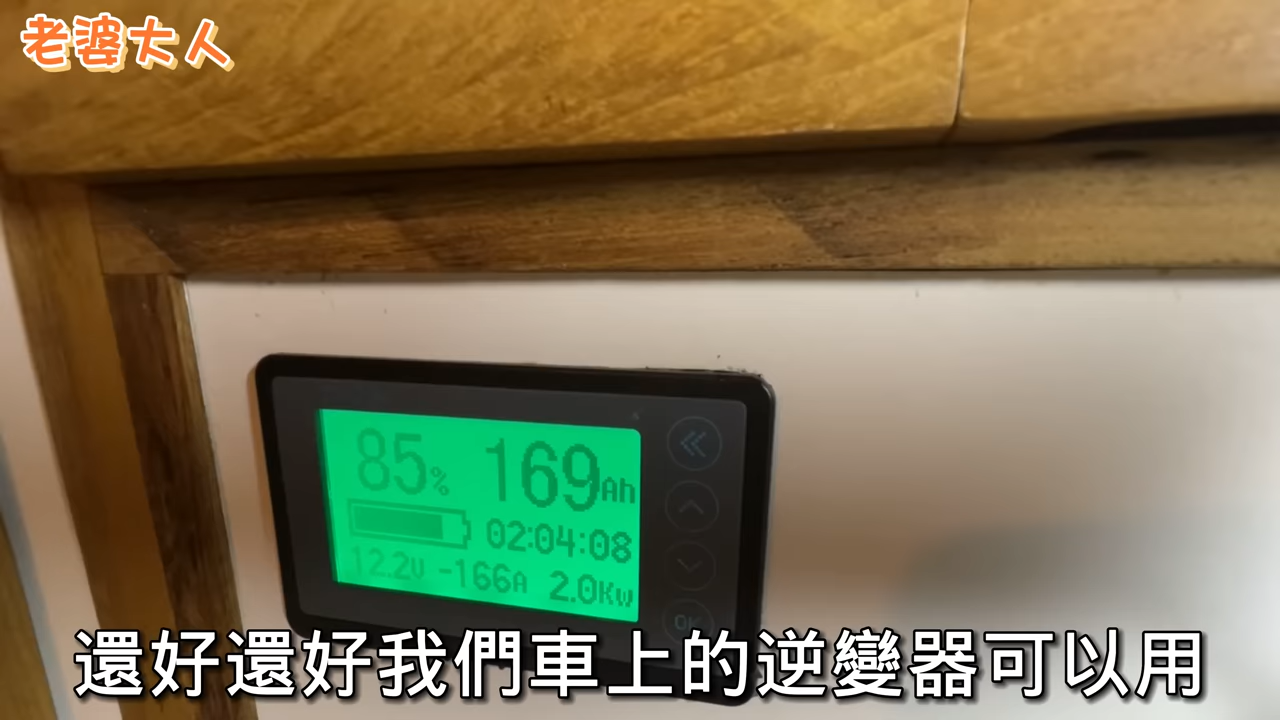 老婆大人
85% 169Ah
02:04:08
12.2V -166A 2.0Kw
OK
還好還好我們車上的逆變器可以用